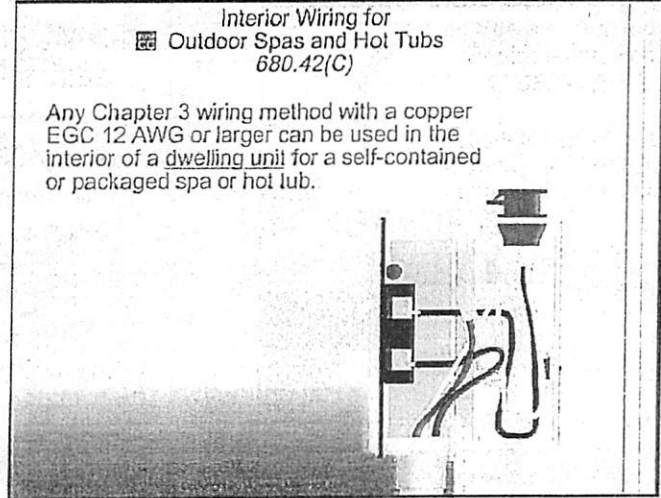 Interior Wiring for
Outdoor Spas and Hot Tubs
680.42(C)
Any Chapter 3 wiring method with a copper
EGC 12 AWG or larger can be used in the
interior of a dwelling unit for a self-contained
or packaged spa or hot tub.